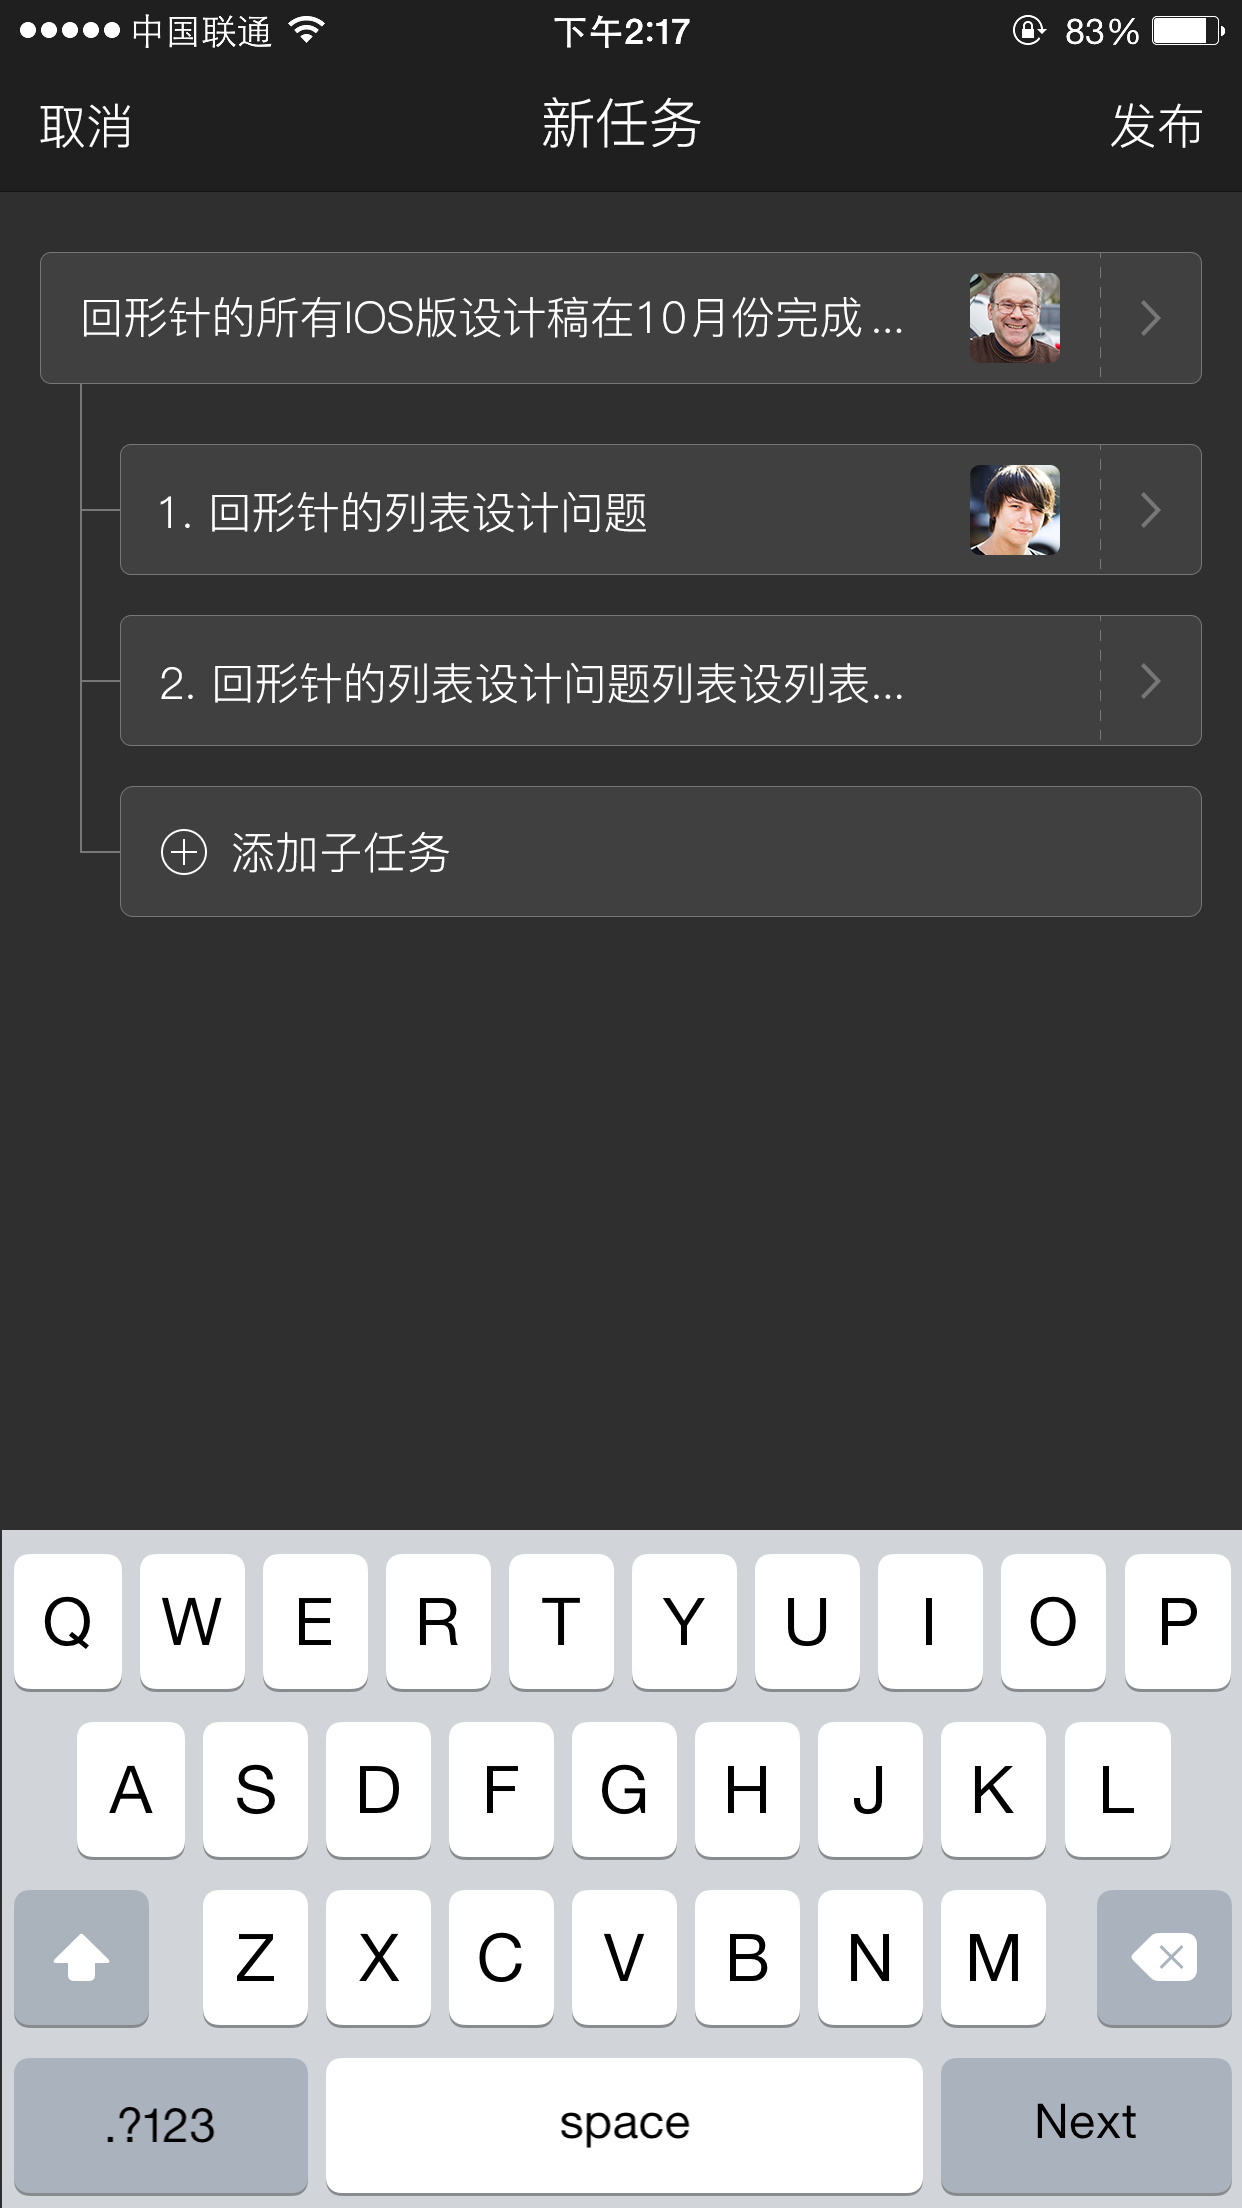 中国联通 下午2:17 83%
取消 新任务 发布
回形针的所有IOS版设计稿在10月份完成...
1. 回形针的列表设计问题
2. 回形针的列表设计问题列表设列表...
添加子任务
Q W E R T Y U I O P
A S D F G H J K L
Z X C V B N M
.?123 space Next